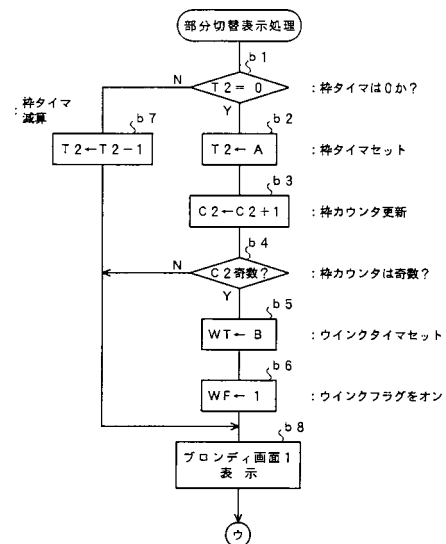 部分切替表示処理
b1
N
T2=0
:枠タイマは0か?
Y
:枠タイマ
減算
b7
T2←T2-1
b2
T2←A
:枠タイマセット
b3
C2←C2+1
:枠カウンタ更新
b4
N
C2奇数?
:枠カウンタは奇数?
Y
b5
WT←B
:ウインクタイマセット
b6
WF←1
:ウインクフラグをオン
b8
ブロンディ画面1
表示
ウ